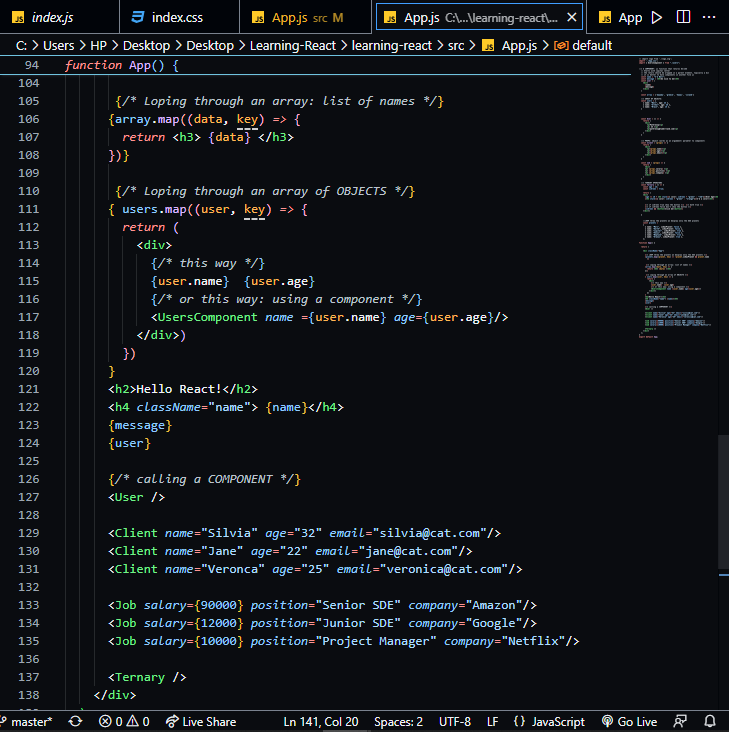 index.js index.css App.js src M App.js C:\...\learning-react\... App
C: > Users > HP > Desktop > Desktop > Learning-React > learning-react > src > App.js > default
94 function App() {
104
105 {/* Loping through an array: list of names */}
106 {array.map((data, key) => {
107 return <h3> {data} </h3>
108 })}
109
110 {/* Loping through an array of OBJECTS */}
111 { users.map((user, key) => {
112 return (
113 <div>
114 {/* this way */}
115 {user.name}  {user.age}
116 {/* or this way: using a component */}
117 <UsersComponent name ={user.name} age={user.age}/>
118 </div>)
119 })
120 }
121 <h2>Hello React!</h2>
122 <h4 className="name"> {name}</h4>
123 {message}
124 {user}
125
126 {/* calling a COMPONENT */}
127 <User />
128
129 <Client name="Silvia" age="32" email="silvia@cat.com"/>
130 <Client name="Jane" age="22" email="jane@cat.com"/>
131 <Client name="Veronca" age="25" email="veronica@cat.com"/>
132
133 <Job salary={90000} position="Senior SDE" company="Amazon"/>
134 <Job salary={12000} position="Junior SDE" company="Google"/>
135 <Job salary={10000} position="Project Manager" company="Netflix"/>
136
137 <Ternary />
138 </div>
master* 0 0 Live Share Ln 141, Col 20 Spaces: 2 UTF-8 LF {} JavaScript Go Live